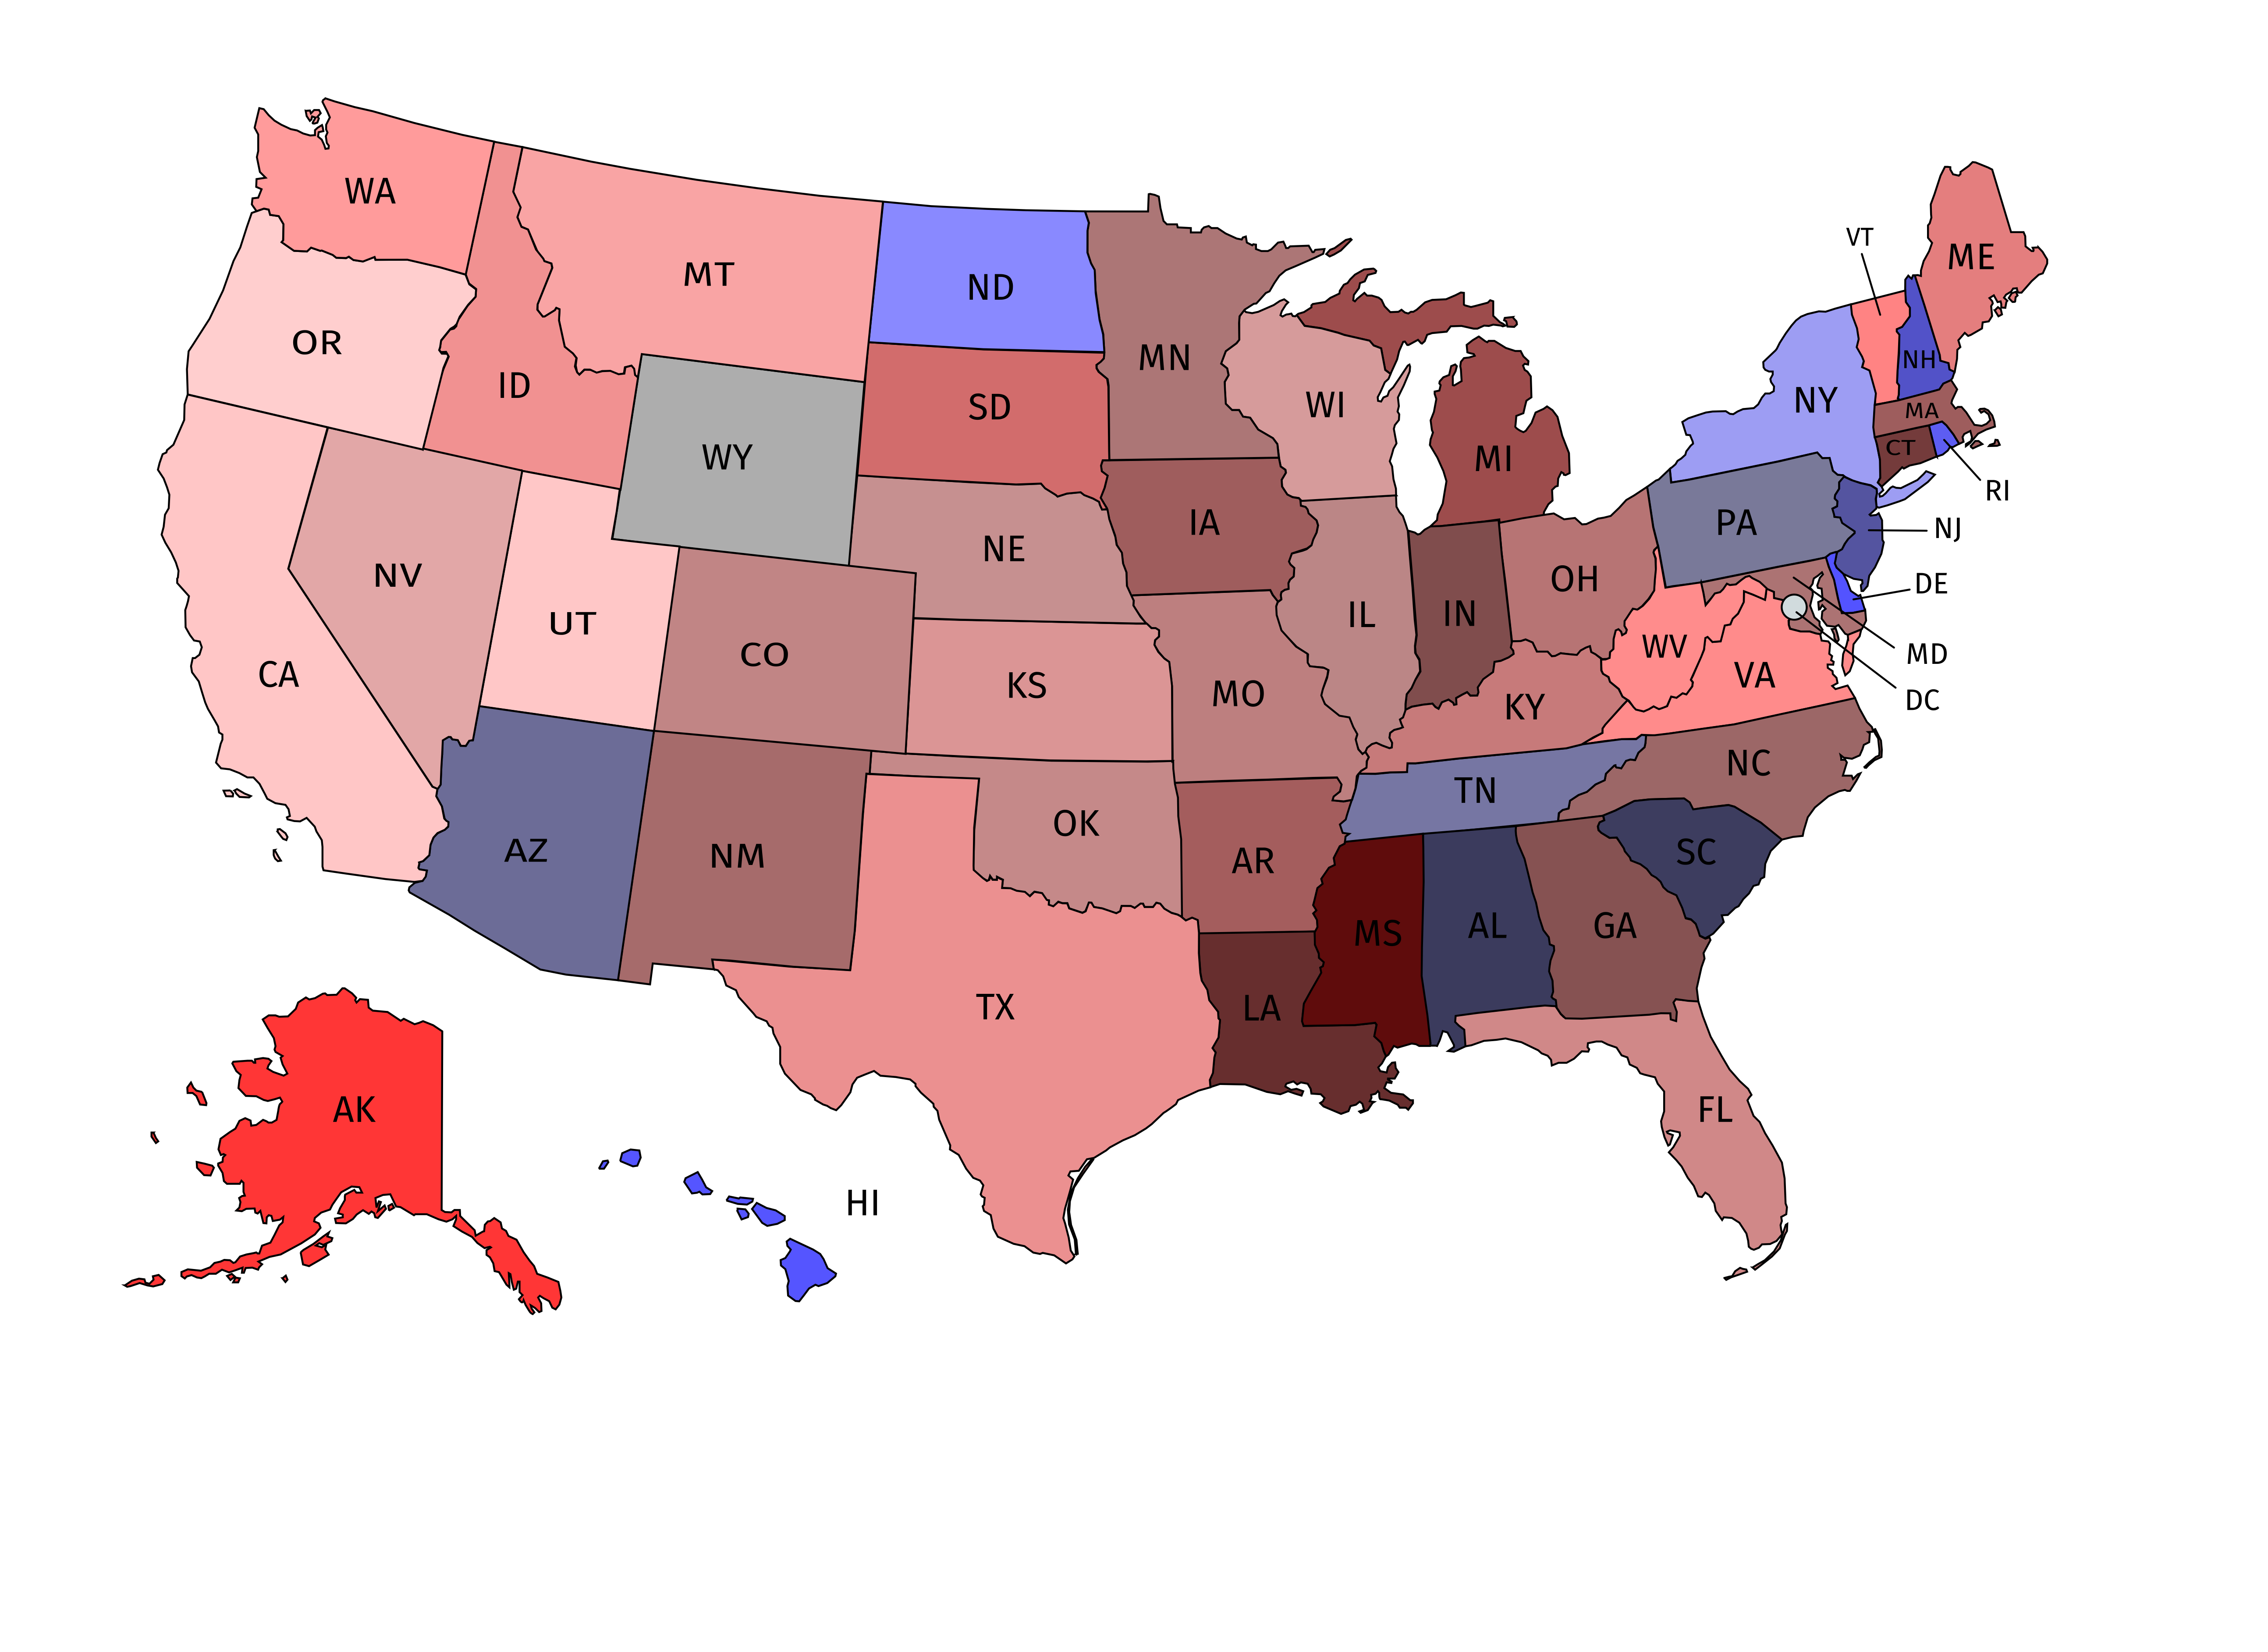 WA
VT
ME
MT
ND
OR
MN
NH
ID
WI
NY
SD
MA
WY
MI
CT
RI
IA
PA
NJ
NE
NV
OH
DE
IL
IN
UT
CO
WV
MD
CA
KS
VA
MO
DC
KY
NC
TN
OK
AZ
NM
AR
SC
MS
AL
GA
TX
LA
AK
FL
HI